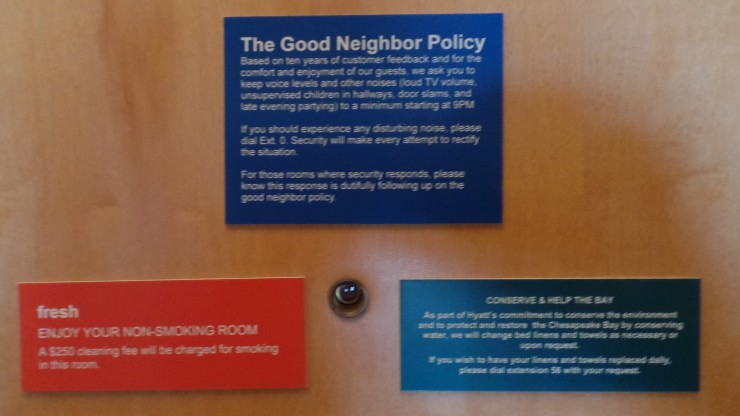 The Good Neighbor Policy
Based on ten years of customer feedback and for the
comfort and enjoyment of our guests, we ask you to
keep voice levels and other noises (loud TV volume,
unsupervised children in hallways, door slams, and
late evening partying) to a minimum starting at 9PM
If you should experience any disturbing noise, please
dial Ext. 0. Security will make every attempt to rectify
the situation.
For those rooms where security responds, please
know this response is dutifully following up on the
good neighbor policy.
fresh
ENJOY YOUR NON-SMOKING ROOM
A $250 cleaning fee will be charged for smoking
in this room.
CONSERVE & HELP THE BAY
As part of Hyatt's commitment to conserve the environment
and to protect and restore the Chesapeake Bay by conserving
water, we will change bed linens and towels as necessary or
upon request.
If you wish to have your linens and towels replaced daily,
please dial extension 56 with your request.